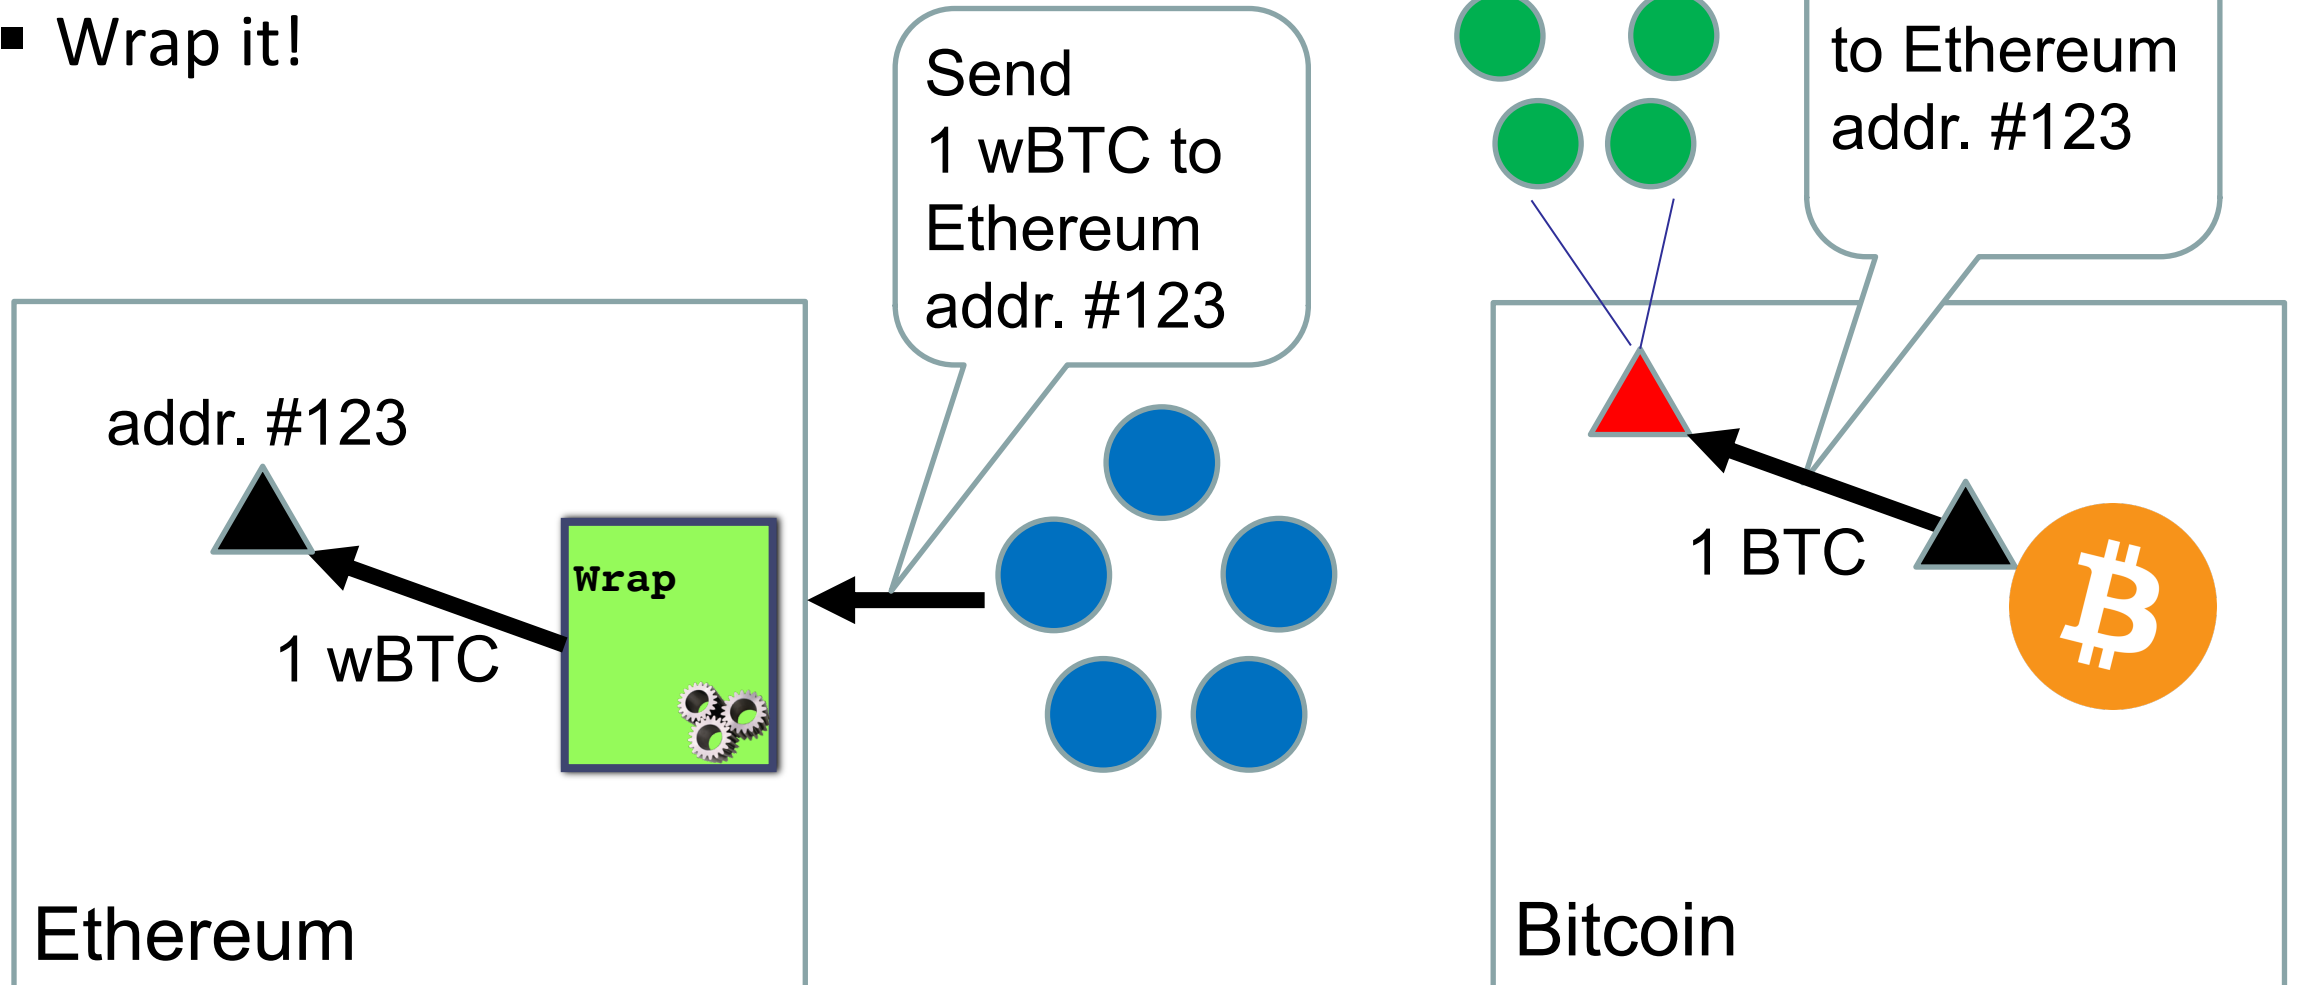 Wrap it!
Send
1 wBTC to
Ethereum
addr. #123
to Ethereum
addr. #123
addr. #123
Wrap
1 wBTC
1 BTC
Ethereum
Bitcoin